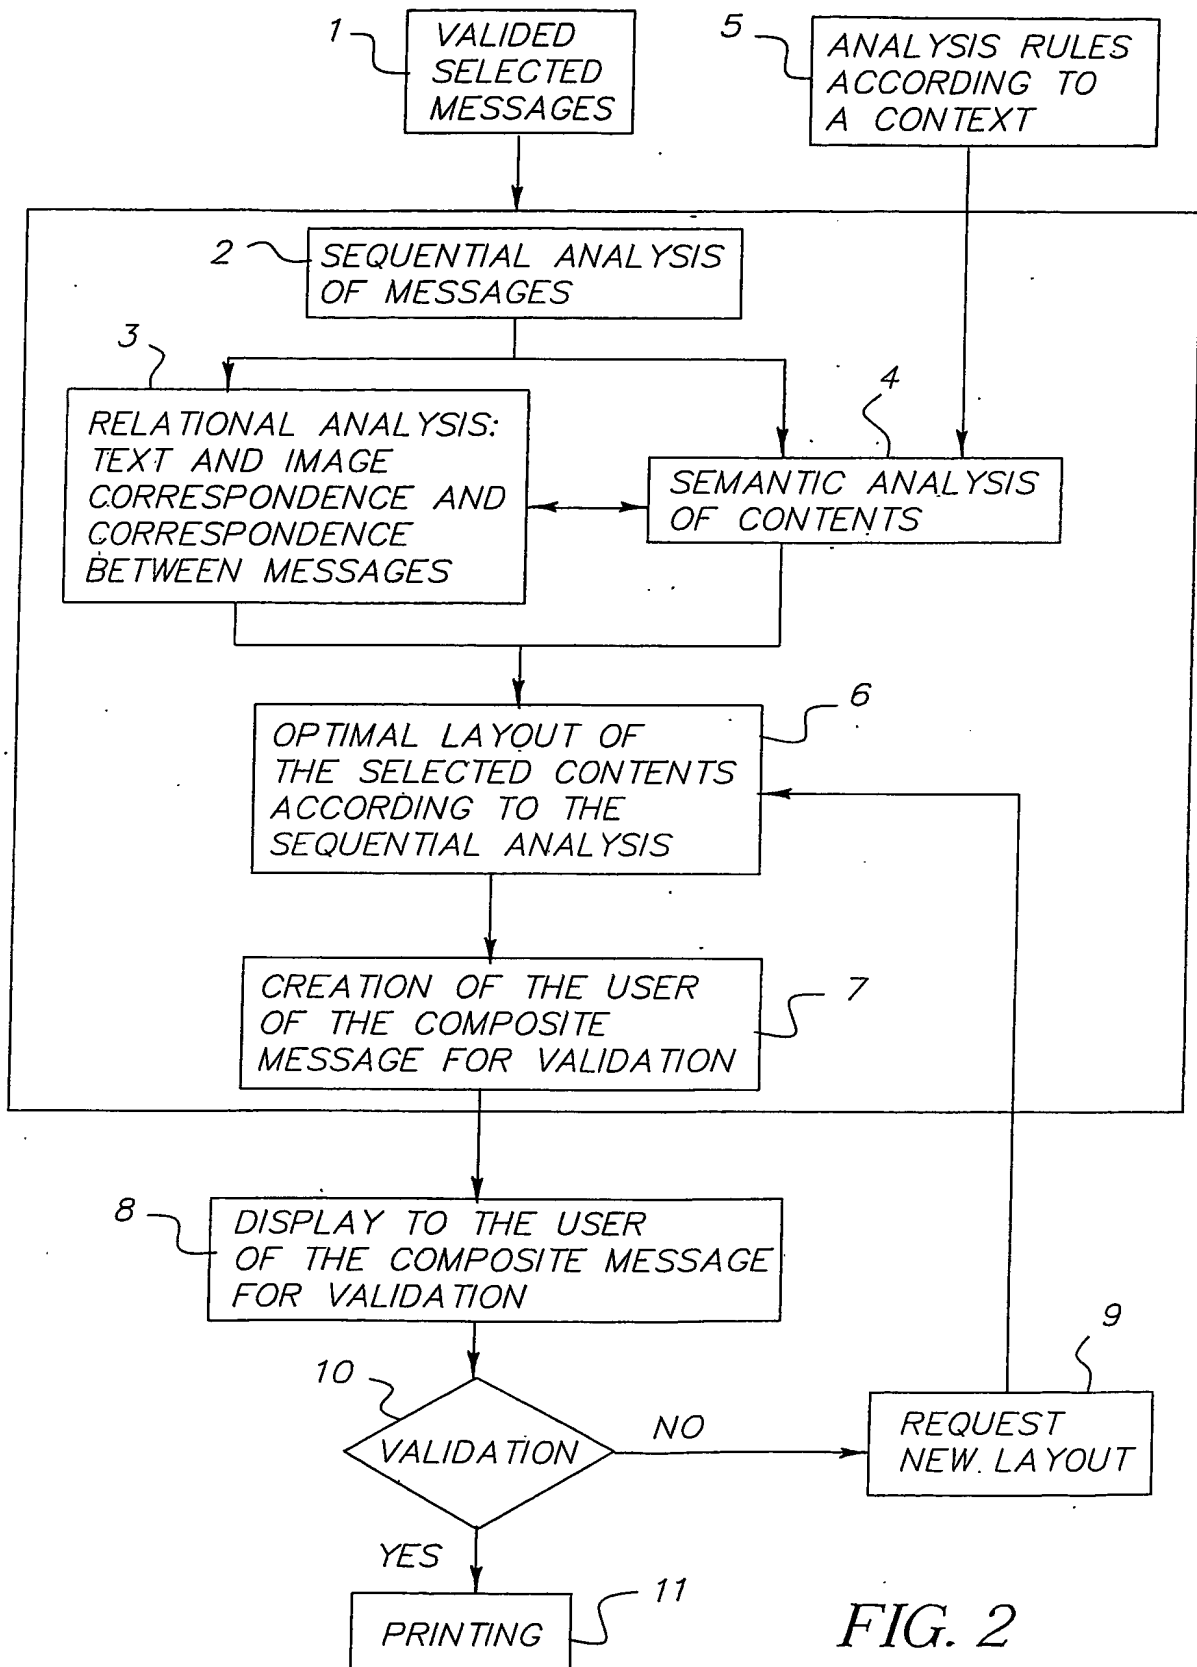 1
VALIDED
SELECTED
MESSAGES
5
ANALYSIS RULES
ACCORDING TO
A CONTEXT
2
SEQUENTIAL ANALYSIS
OF MESSAGES
3
RELATIONAL ANALYSIS:
TEXT AND IMAGE
CORRESPONDENCE AND
CORRESPONDENCE
BETWEEN MESSAGES
4
SEMANTIC ANALYSIS
OF CONTENTS
6
OPTIMAL LAYOUT OF
THE SELECTED CONTENTS
ACCORDING TO THE
SEQUENTIAL ANALYSIS
7
CREATION OF THE USER
OF THE COMPOSITE
MESSAGE FOR VALIDATION
8
DISPLAY TO THE USER
OF THE COMPOSITE MESSAGE
FOR VALIDATION
10
VALIDATION
NO
9
REQUEST
NEW LAYOUT
YES
11
PRINTING
FIG. 2